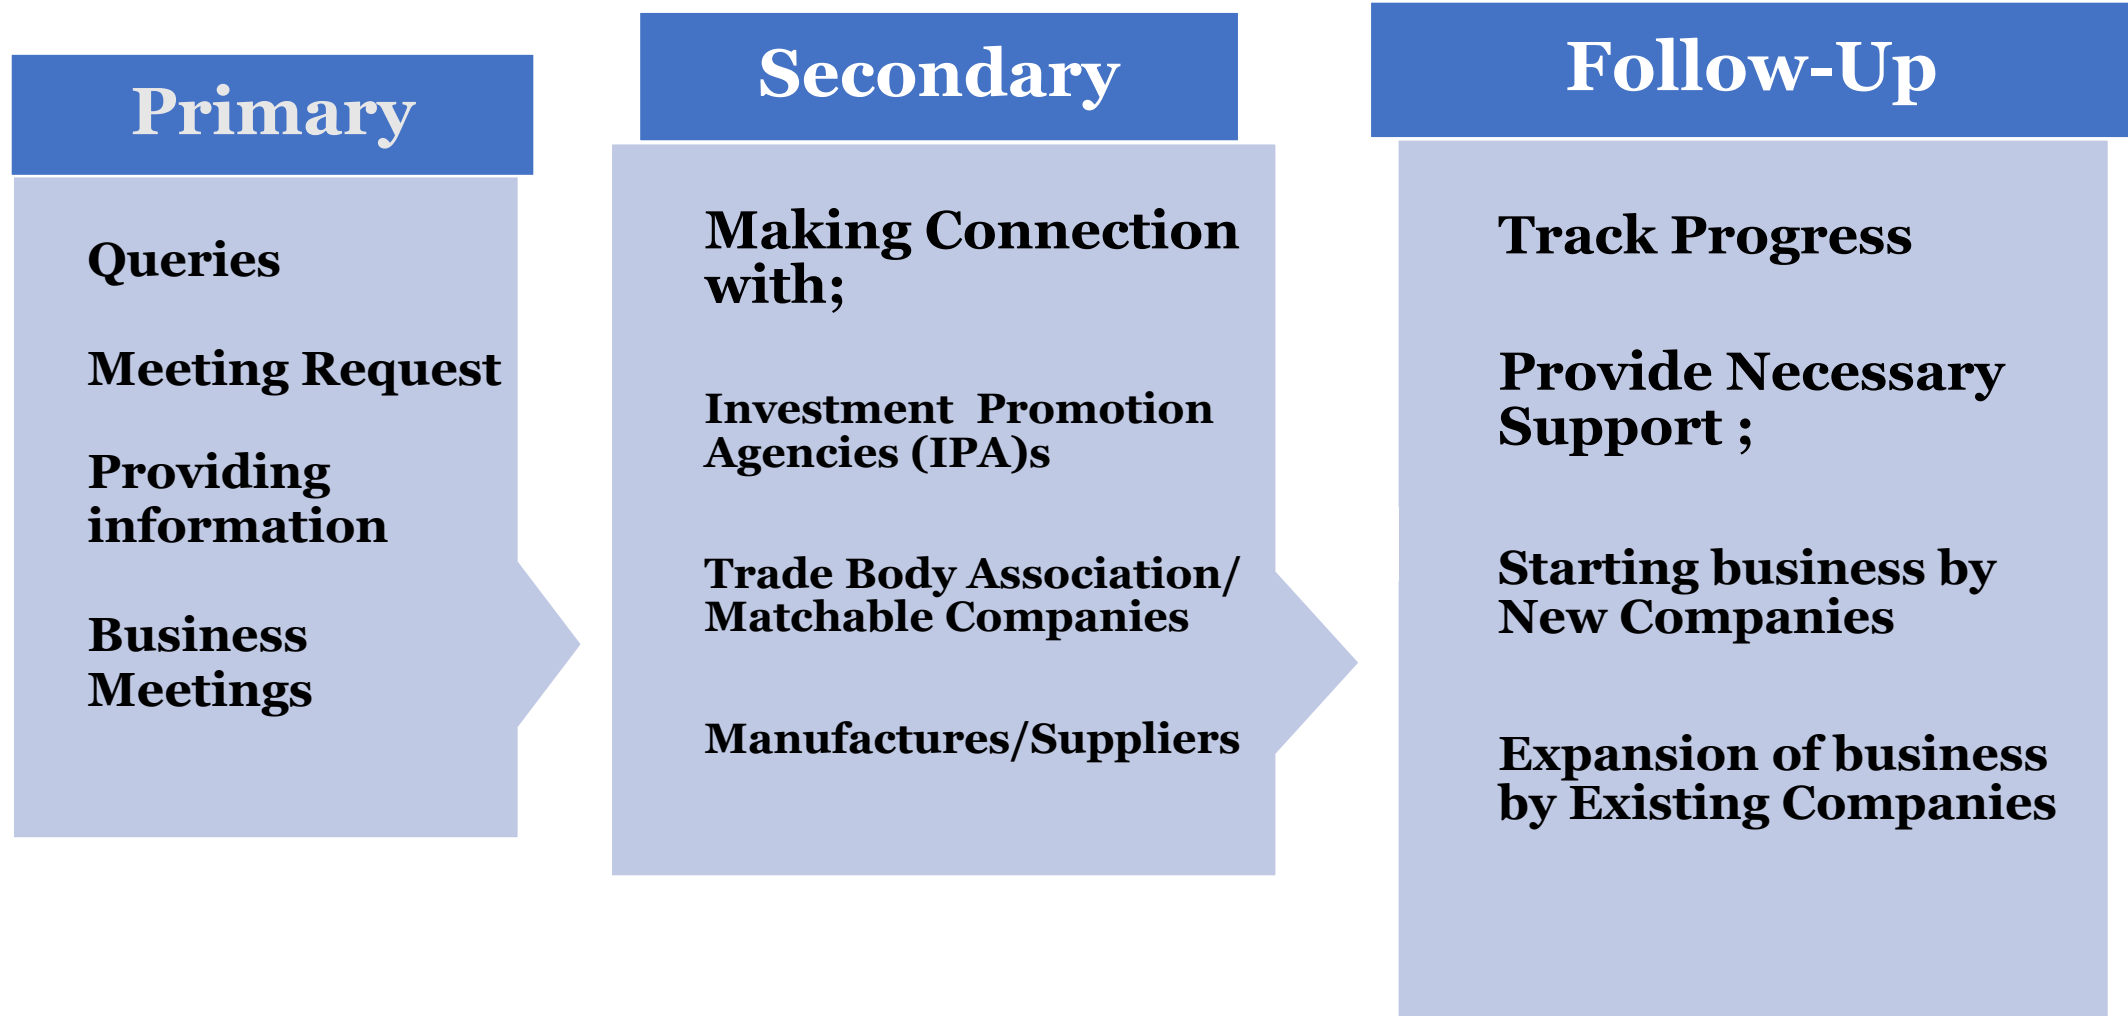 Primary
Queries
Meeting Request
Providing
information
Business
Meetings
Secondary
Making Connection
with;
Investment  Promotion
Agencies (IPA)s
Trade Body Association/
Matchable Companies
Manufactures/Suppliers
Follow-Up
Track Progress
Provide Necessary
Support ;
Starting business by
New Companies
Expansion of business
by Existing Companies